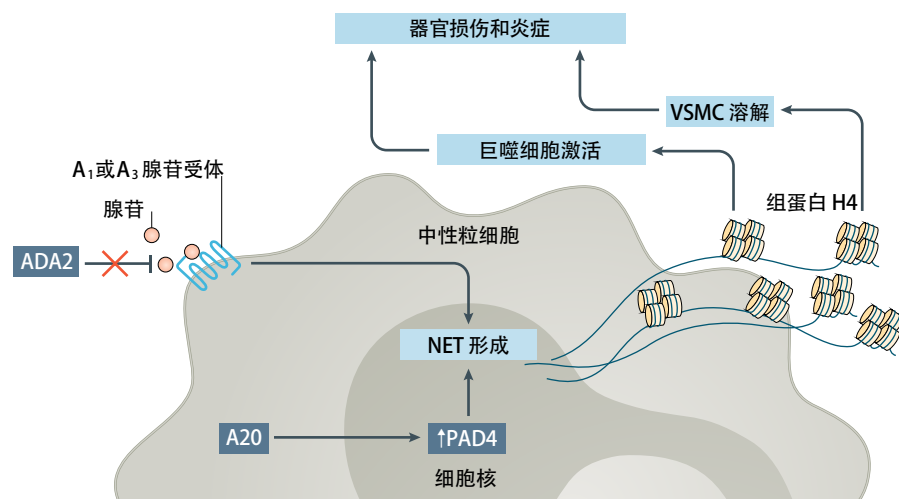 器官损伤和炎症
VSMC 溶解
巨噬细胞激活
A₁或A₃腺苷受体
腺苷
组蛋白 H4
中性粒细胞
ADA2
NET 形成
A20
↑PAD4
细胞核